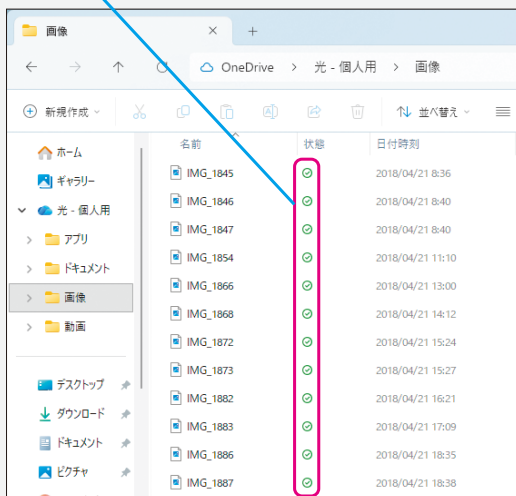 画像
OneDrive > 光 - 個人用 > 画像
新規作成 並べ替え
名前 状態 日付時刻
ホーム
ギャラリー
光 - 個人用
アプリ
ドキュメント
画像
動画
デスクトップ
ダウンロード
ドキュメント
ピクチャ
IMG_1845 2018/04/21 8:36
IMG_1846 2018/04/21 8:40
IMG_1847 2018/04/21 8:40
IMG_1854 2018/04/21 11:10
IMG_1866 2018/04/21 13:00
IMG_1868 2018/04/21 14:12
IMG_1872 2018/04/21 15:24
IMG_1873 2018/04/21 15:27
IMG_1882 2018/04/21 16:21
IMG_1883 2018/04/21 17:09
IMG_1886 2018/04/21 18:35
IMG_1887 2018/04/21 18:38